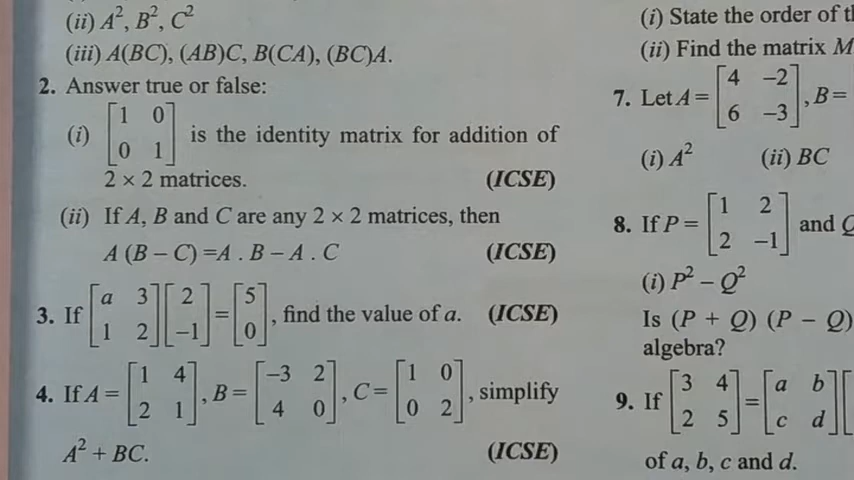 (ii) A², B², C²
(iii) A(BC), (AB)C, B(CA), (BC)A.
2. Answer true or false:
(i) [1 0
0 1] is the identity matrix for addition of
2 × 2 matrices. (ICSE)
(ii) If A, B and C are any 2 × 2 matrices, then
A (B – C) =A . B – A . C (ICSE)
3. If [a 3
1 2] [2
–1] = [5
0], find the value of a. (ICSE)
4. If A = [1 4
2 1], B = [–3 2
4 0], C = [1 0
0 2], simplify
A² + BC. (ICSE)
(i) State the order of
(ii) Find the matrix M
7. Let A = [4 –2
6 –3], B =
(i) A² (ii) BC
8. If P = [1 2
2 –1] and
(i) P² – Q²
Is (P + Q) (P – Q)
algebra?
9. If [3 4
2 5] = [a b
c d] [
of a, b, c and d.